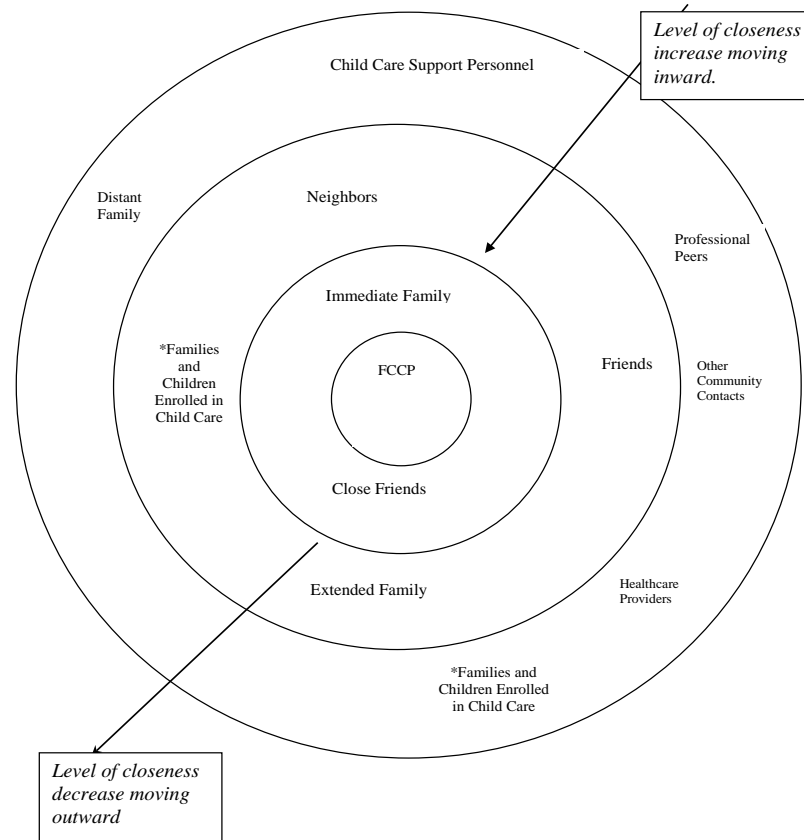 Level of closeness
increase moving
inward.
Child Care Support Personnel
Distant
Family
Neighbors
Professional
Peers
Immediate Family
*Families
and
Children
Enrolled in
Child Care
FCCP
Friends
Other
Community
Contacts
Close Friends
Extended Family
Healthcare
Providers
*Families and
Children Enrolled
in Child Care
Level of closeness
decrease moving
outward